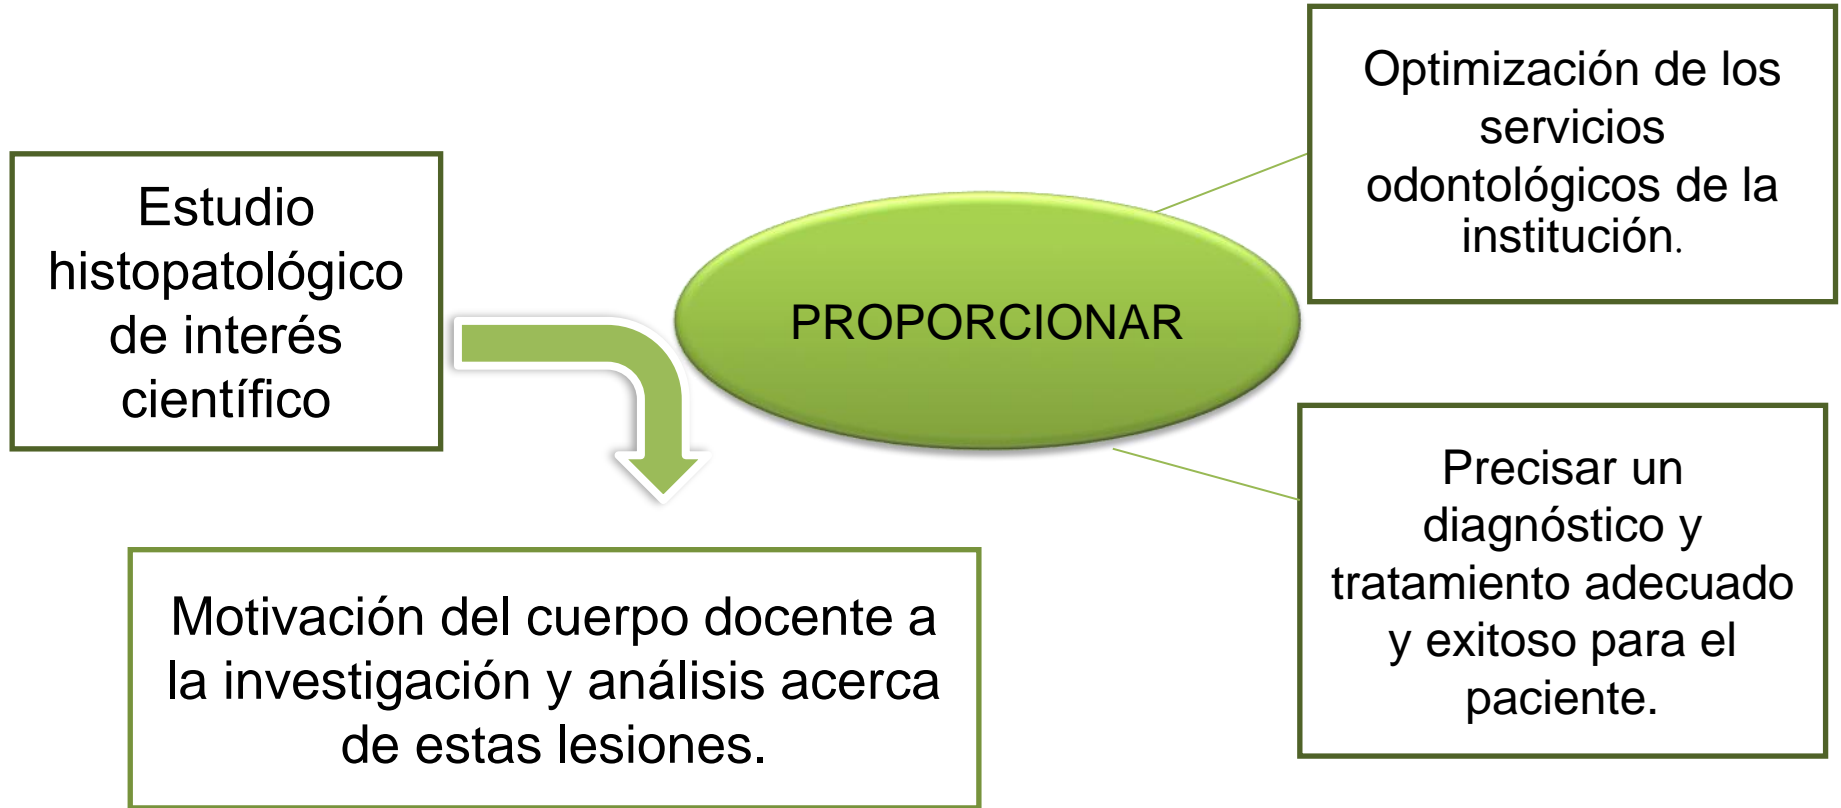 Estudio
histopatológico
de interés
científico
PROPORCIONAR
Optimización de los
servicios
odontológicos de la
institución.
Precisar un
diagnóstico y
tratamiento adecuado
y exitoso para el
paciente.
Motivación del cuerpo docente a
la investigación y análisis acerca
de estas lesiones.